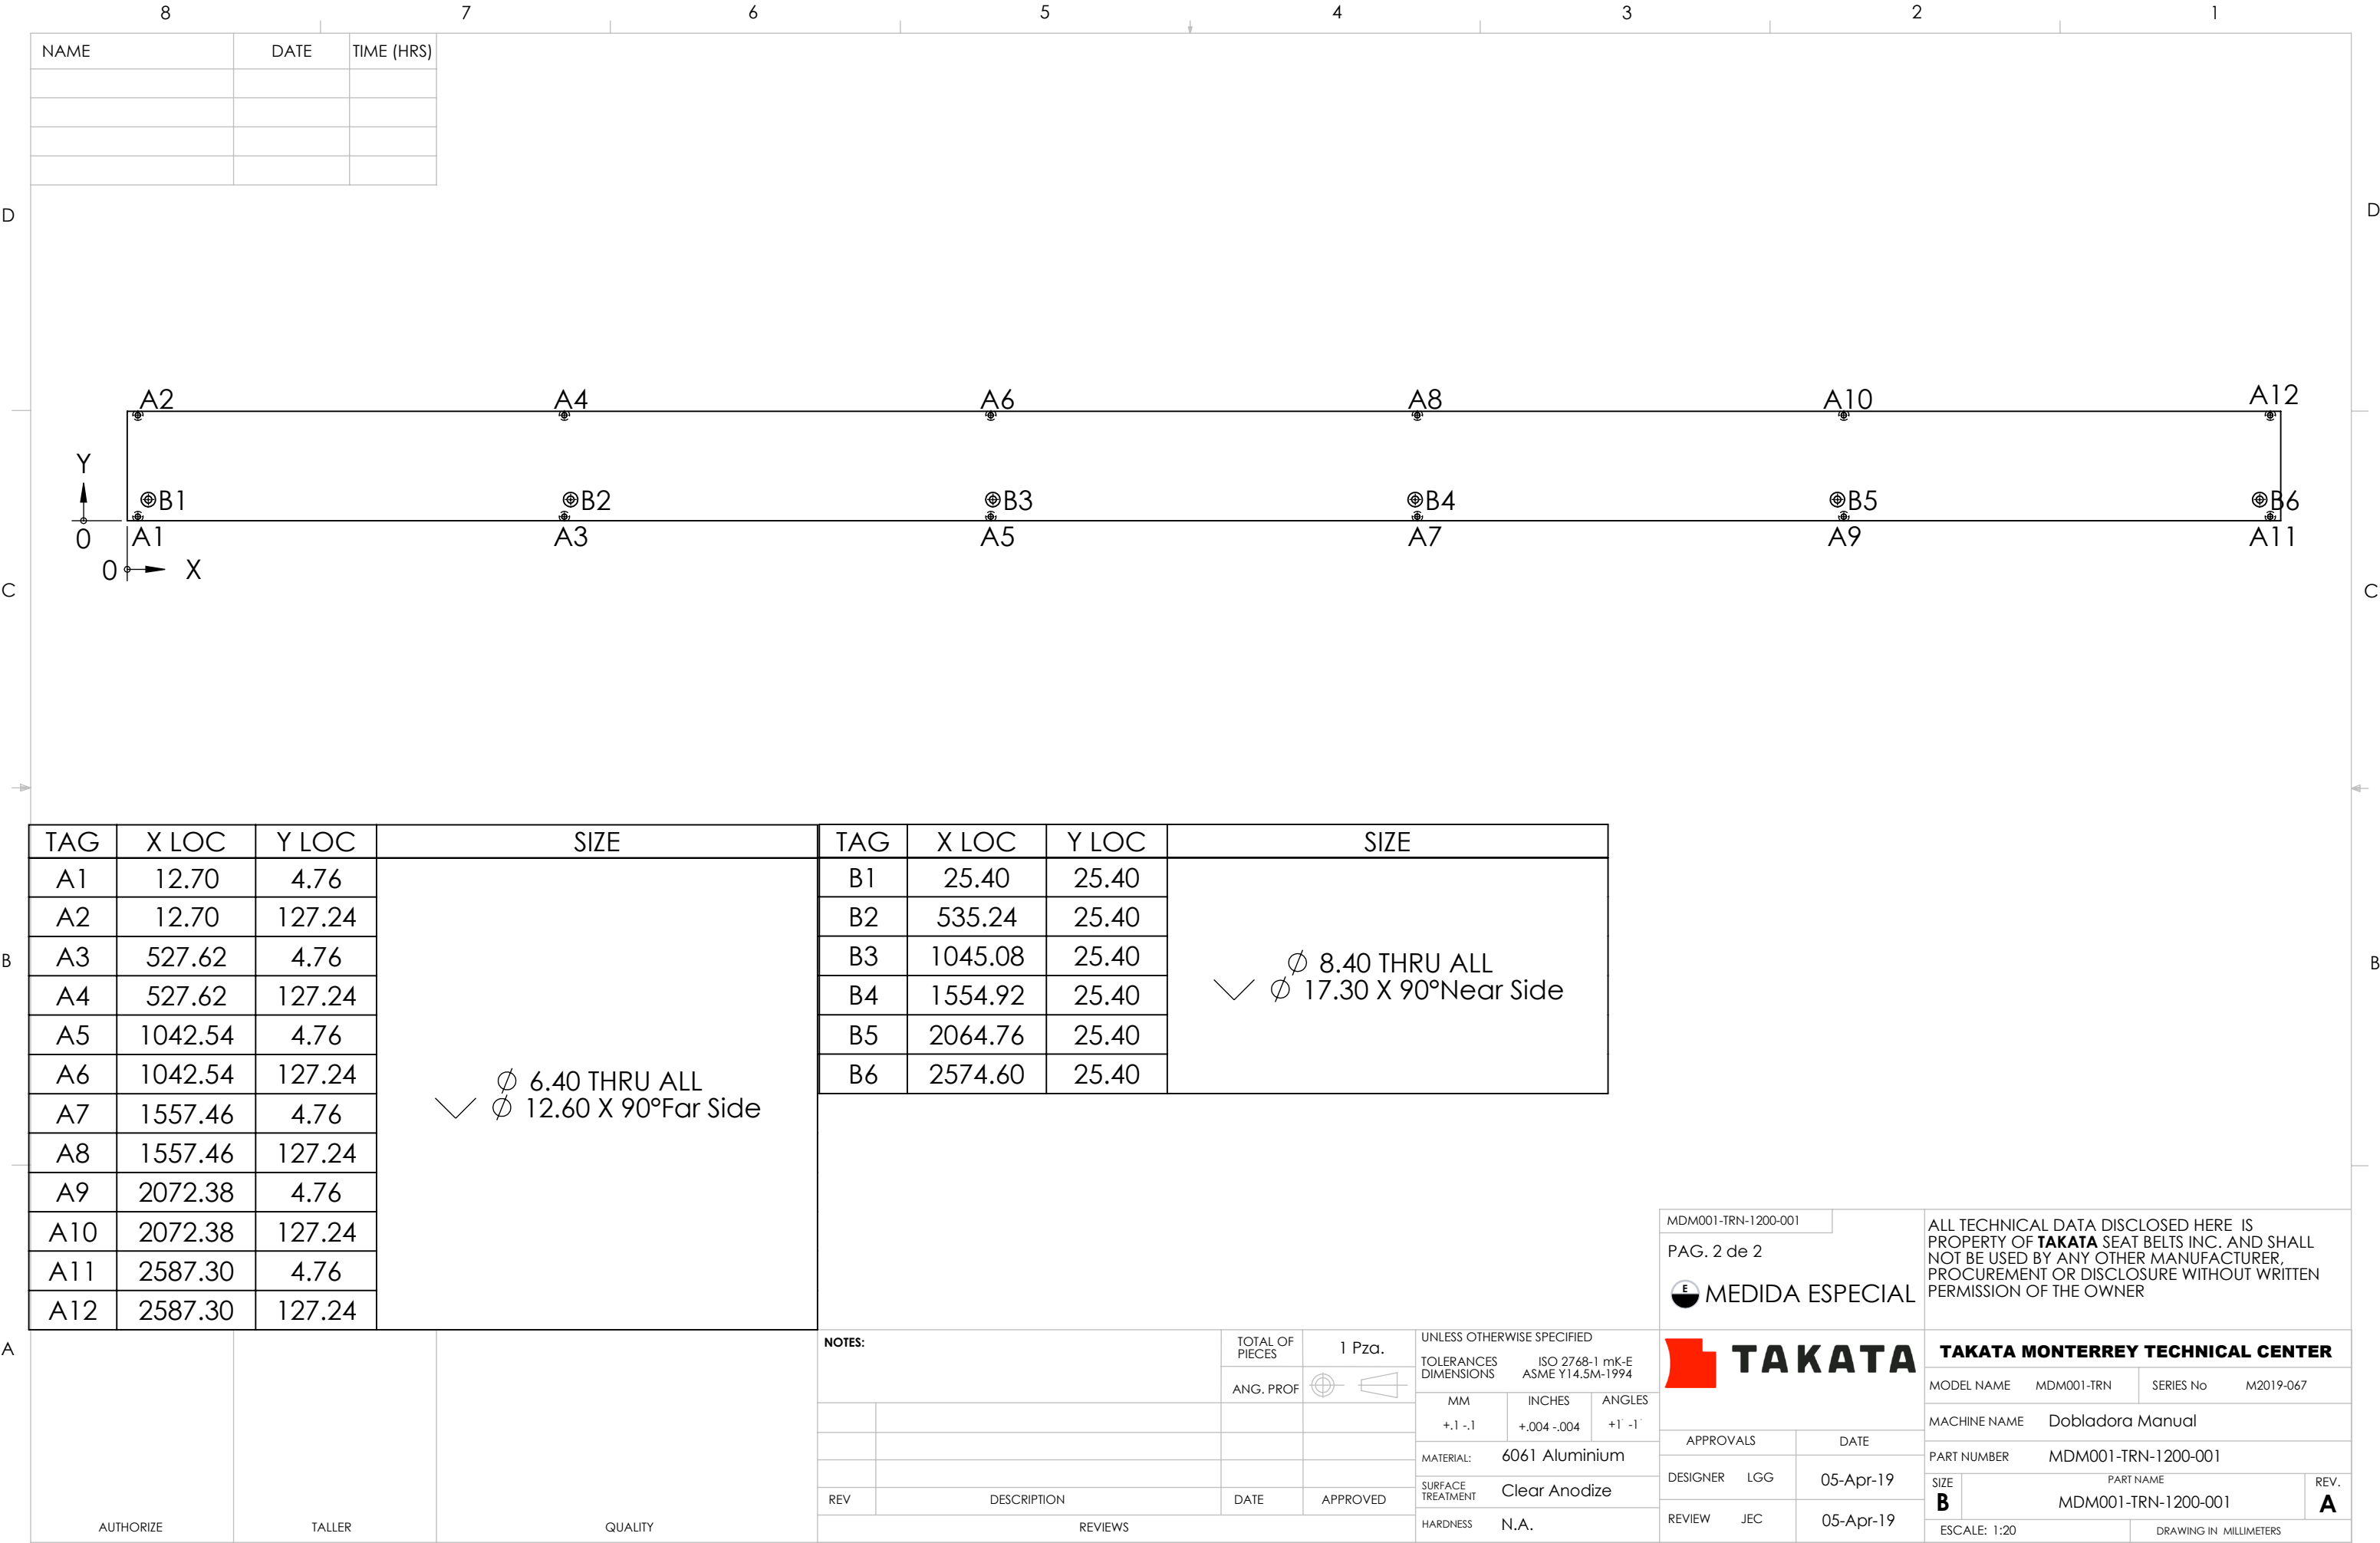 8 7 6 5 4 3 2 1
NAME DATE TIME (HRS)
D D
A2 A4 A6 A8 A10 A12
Y
B1 B2 B3 B4 B5 B6
0 A1 A3 A5 A7 A9 A11
0 X
C C
TAG X LOC Y LOC SIZE
A1 12.70 4.76
A2 12.70 127.24
A3 527.62 4.76
A4 527.62 127.24
A5 1042.54 4.76
A6 1042.54 127.24
A7 1557.46 4.76
A8 1557.46 127.24
A9 2072.38 4.76
A10 2072.38 127.24
A11 2587.30 4.76
A12 2587.30 127.24
∅ 6.40 THRU ALL
⌵ ∅ 12.60 X 90°Far Side
TAG X LOC Y LOC SIZE
B1 25.40 25.40
B2 535.24 25.40
B3 1045.08 25.40
B4 1554.92 25.40
B5 2064.76 25.40
B6 2574.60 25.40
∅ 8.40 THRU ALL
⌵ ∅ 17.30 X 90°Near Side
B B
MDM001-TRN-1200-001
PAG. 2 de 2
E MEDIDA ESPECIAL
ALL TECHNICAL DATA DISCLOSED HERE IS
PROPERTY OF TAKATA SEAT BELTS INC. AND SHALL
NOT BE USED BY ANY OTHER MANUFACTURER,
PROCUREMENT OR DISCLOSURE WITHOUT WRITTEN
PERMISSION OF THE OWNER
A
AUTHORIZE TALLER QUALITY
NOTES:
TOTAL OF
PIECES
1 Pza.
ANG. PROF
REV DESCRIPTION DATE APPROVED
REVIEWS
UNLESS OTHERWISE SPECIFIED
TOLERANCES ISO 2768-1 mK-E
DIMENSIONS ASME Y14.5M-1994
MM INCHES ANGLES
+.1 -.1 +.004 -.004 +1° -1°
MATERIAL: 6061 Aluminium
SURFACE
TREATMENT
Clear Anodize
HARDNESS N.A.
TAKATA
APPROVALS DATE
DESIGNER LGG 05-Apr-19
REVIEW JEC 05-Apr-19
TAKATA MONTERREY TECHNICAL CENTER
MODEL NAME MDM001-TRN SERIES No M2019-067
MACHINE NAME Dobladora Manual
PART NUMBER MDM001-TRN-1200-001
SIZE PART NAME REV.
B MDM001-TRN-1200-001 A
ESCALE: 1:20 DRAWING IN MILLIMETERS